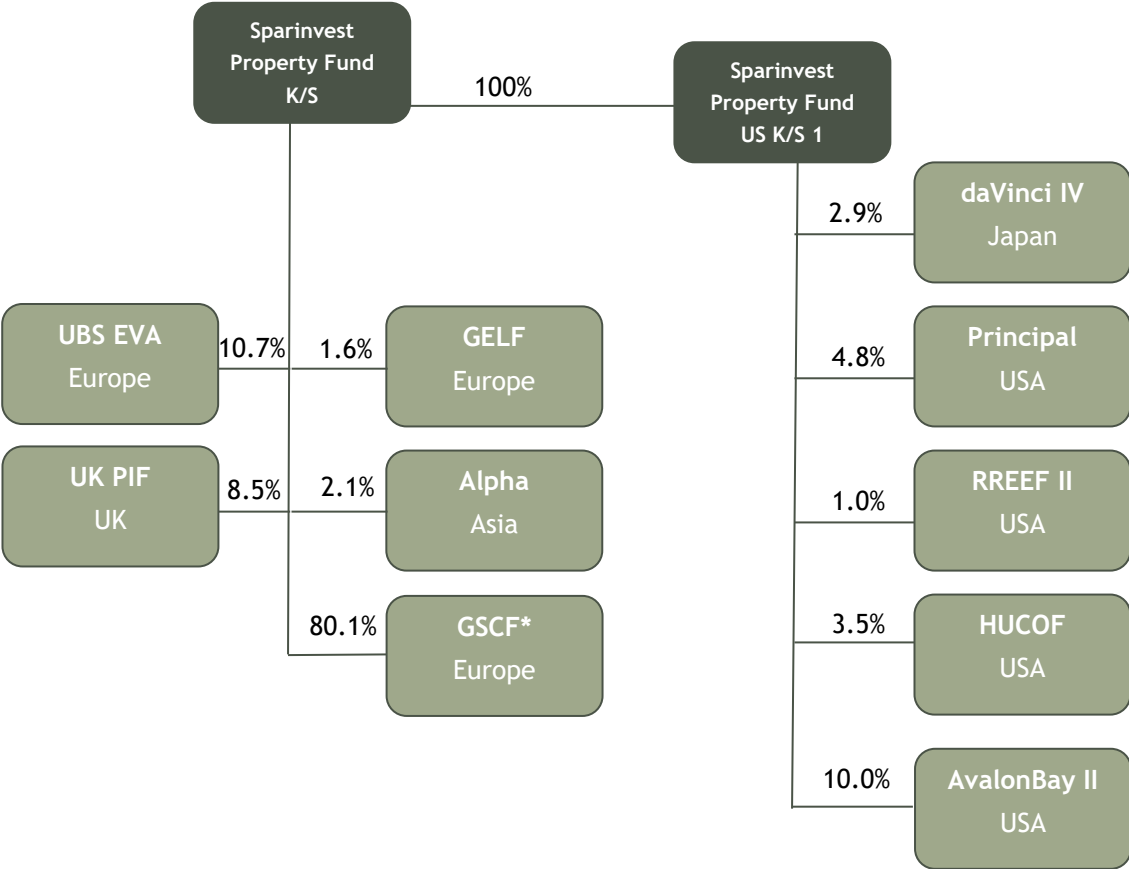 Sparinvest
Property Fund
K/S
100%
Sparinvest
Property Fund
US K/S 1
UBS EVA
Europe
10.7%
1.6%
GELF
Europe
UK PIF
UK
8.5%
2.1%
Alpha
Asia
80.1%
GSCF*
Europe
2.9%
daVinci IV
Japan
4.8%
Principal
USA
1.0%
RREEF II
USA
3.5%
HUCOF
USA
10.0%
AvalonBay II
USA